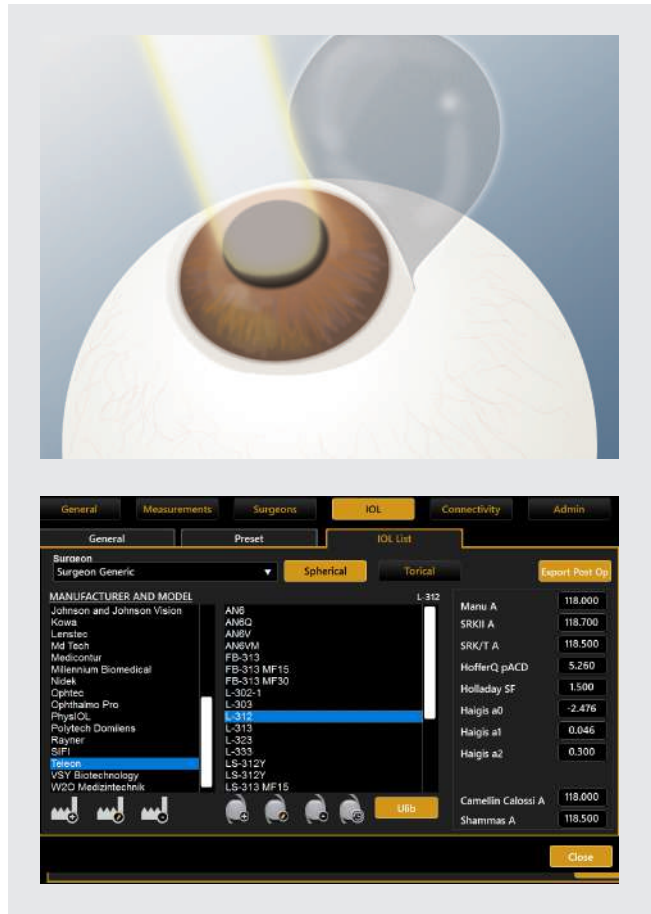 General Measurements Surgeons IOL Connectivity Admin
General Preset IOL List
Surgeon
Surgeon Generic Spherical Torical Export Post Op
MANUFACTURER AND MODEL L-312
Johnson and Johnson Vision
Kowa
Lenstec
Md Tech
Medicontur
Millennium Biomedical
Nidek
Ophtec
Ophthalmo Pro
PhysIOL
Polytech Domilens
Rayner
SIFI
Teleon
VSY Biotechnology
W2O Medizintechnik
AN6
AN6Q
AN6V
AN6VM
FB-313
FB-313 MF15
FB-313 MF30
L-302-1
L-303
L-312
L-313
L-323
L-333
LS-312Y
LS-312Y
LS-313 MF15
Ulib
Manu A 118.000
SRKII A 118.700
SRK/T A 118.500
HofferQ pACD 5.260
Holladay SF 1.500
Haigis a0 -2.476
Haigis a1 0.046
Haigis a2 0.300
Camellin Calossi A 118.000
Shammas A 118.500
Close